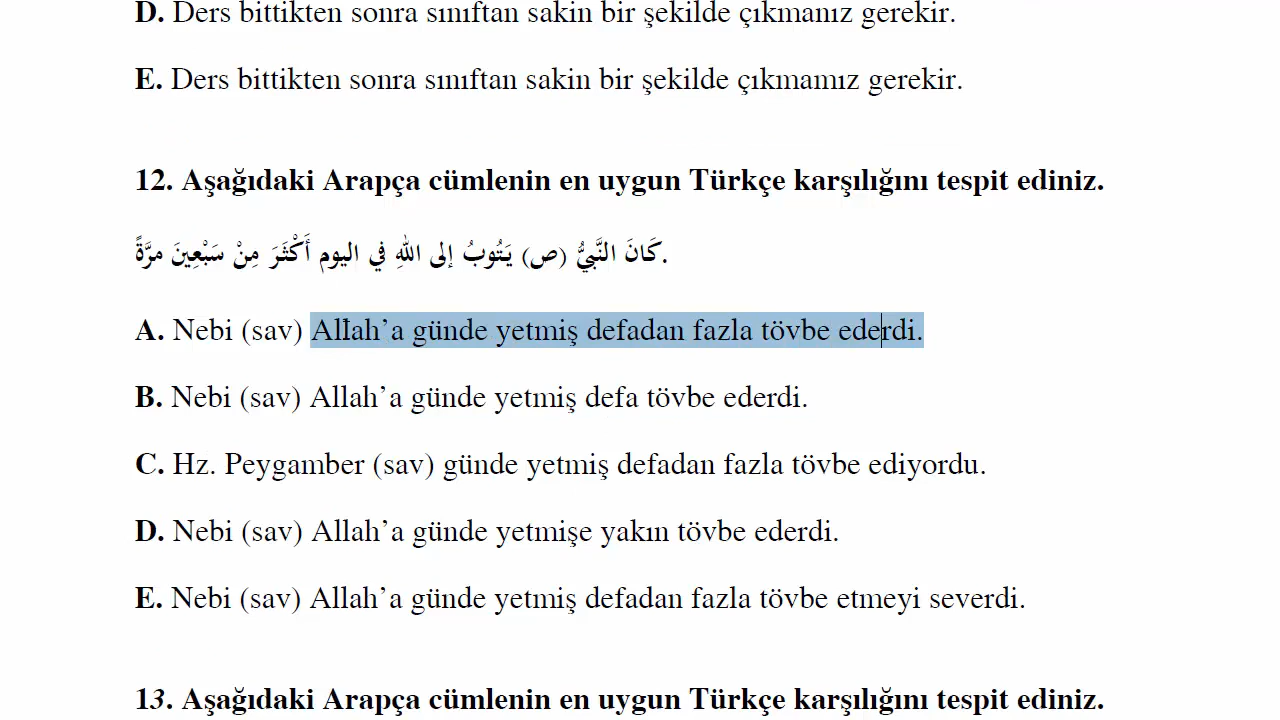 D. Ders bittikten sonra sınıftan sakin bir şekilde çıkmanız gerekir.
E. Ders bittikten sonra sınıftan sakin bir şekilde çıkmamız gerekir.
12. Aşağıdaki Arapça cümlenin en uygun Türkçe karşılığını tespit ediniz.
كَانَ النَّبِيُّ (ص) يَتُوبُ إلى اللهِ في اليوم أَكْثَرَ مِنْ سَبْعِينَ مرَّةً.
A. Nebi (sav) Allah’a günde yetmiş defadan fazla tövbe ederdi.
B. Nebi (sav) Allah’a günde yetmiş defa tövbe ederdi.
C. Hz. Peygamber (sav) günde yetmiş defadan fazla tövbe ediyordu.
D. Nebi (sav) Allah’a günde yetmişe yakın tövbe ederdi.
E. Nebi (sav) Allah’a günde yetmiş defadan fazla tövbe etmeyi severdi.
13. Aşağıdaki Arapça cümlenin en uygun Türkçe karşılığını tespit ediniz.